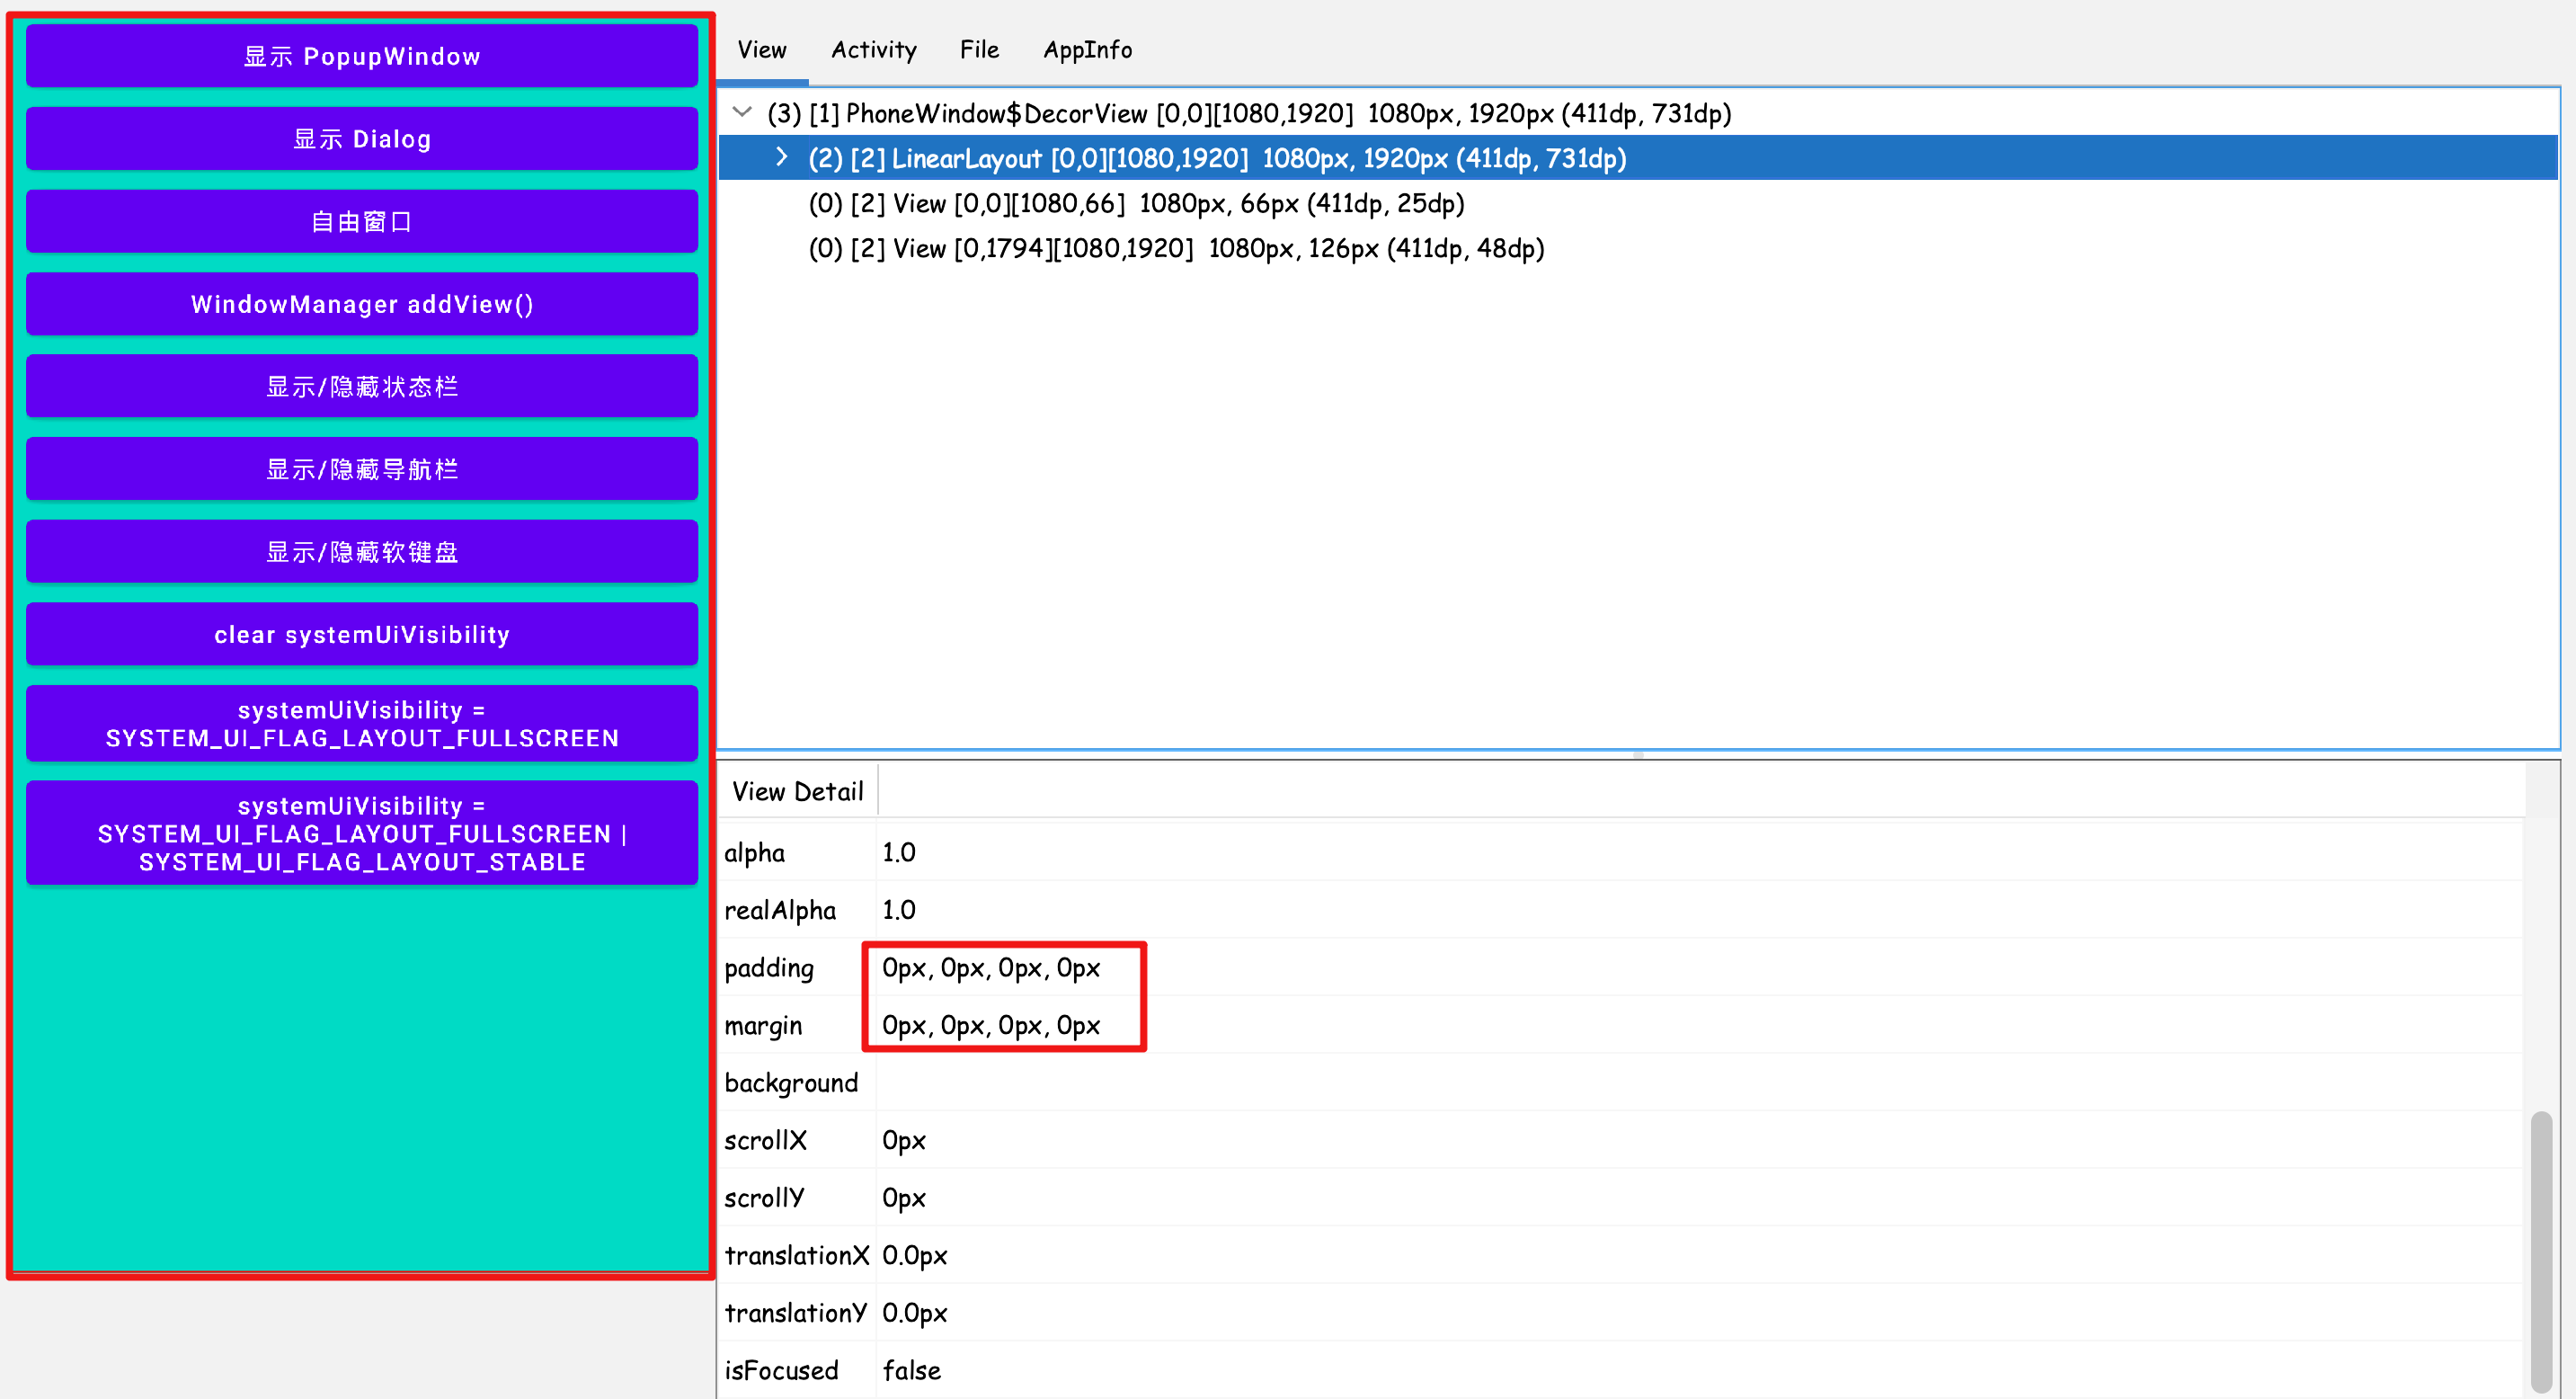 显示 PopupWindow
显示 Dialog
自由窗口
WindowManager addView()
显示/隐藏状态栏
显示/隐藏导航栏
显示/隐藏软键盘
clear systemUiVisibility
systemUiVisibility =
SYSTEM_UI_FLAG_LAYOUT_FULLSCREEN
systemUiVisibility =
SYSTEM_UI_FLAG_LAYOUT_FULLSCREEN |
SYSTEM_UI_FLAG_LAYOUT_STABLE
View Activity File AppInfo
(3) [1] PhoneWindow$DecorView [0,0][1080,1920] 1080px, 1920px (411dp, 731dp)
(2) [2] LinearLayout [0,0][1080,1920] 1080px, 1920px (411dp, 731dp)
(0) [2] View [0,0][1080,66] 1080px, 66px (411dp, 25dp)
(0) [2] View [0,1794][1080,1920] 1080px, 126px (411dp, 48dp)
View Detail
alpha 1.0
realAlpha 1.0
padding 0px, 0px, 0px, 0px
margin 0px, 0px, 0px, 0px
background
scrollX 0px
scrollY 0px
translationX 0.0px
translationY 0.0px
isFocused false